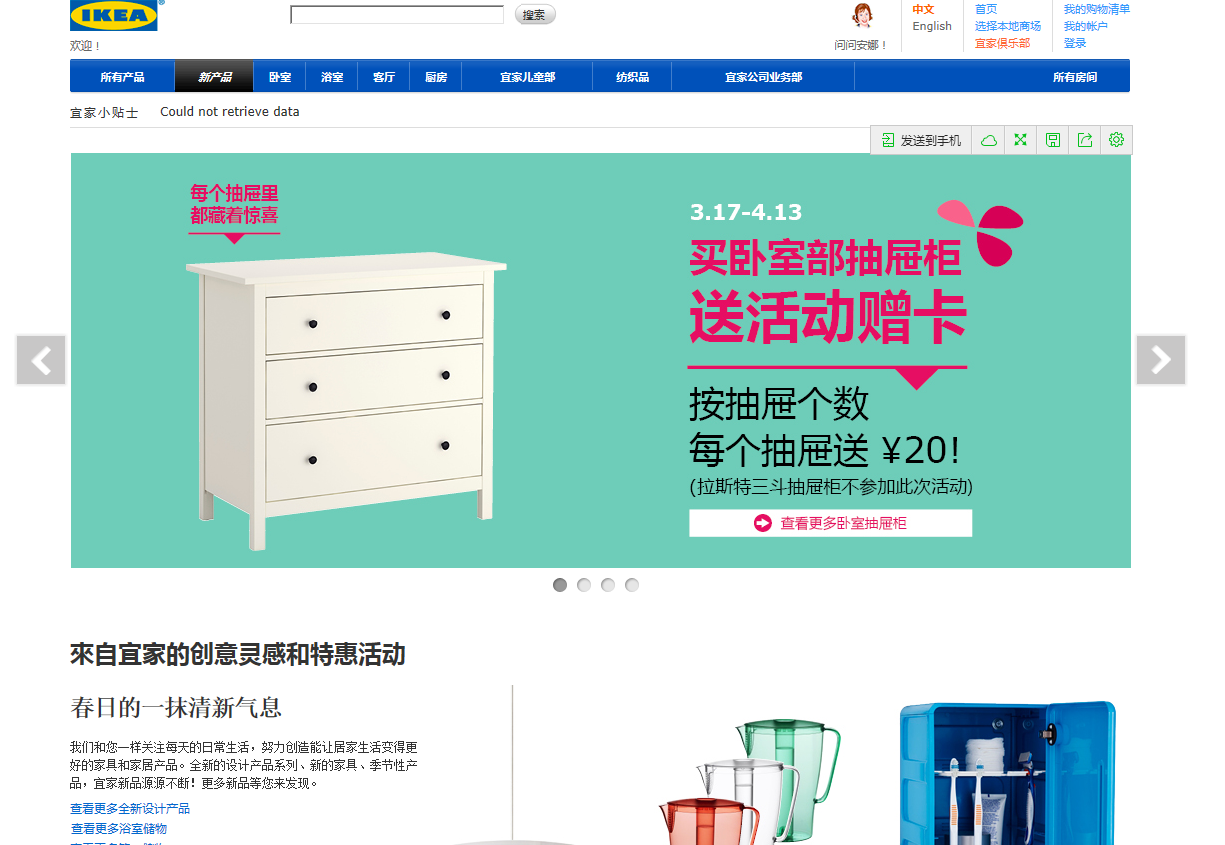 IKEA
搜索
中文
English
首页
选择本地商场
宜家俱乐部
我的购物清单
我的帐户
登录
欢迎！
问问安娜！
所有产品
新产品
卧室
浴室
客厅
厨房
宜家儿童部
纺织品
宜家公司业务部
所有房间
宜家小贴士
Could not retrieve data
发送到手机
每个抽屉里
都藏着惊喜
3.17-4.13
买卧室部抽屉柜
送活动赠卡
按抽屉个数
每个抽屉送 ¥20!
(拉斯特三斗抽屉柜不参加此次活动)
查看更多卧室抽屉柜
來自宜家的创意灵感和特惠活动
春日的一抹清新气息
我们和您一样关注每天的日常生活，努力创造能让居家生活变得更
好的家具和家居产品。全新的设计产品系列、新的家具、季节性产
品，宜家新品源源不断！更多新品等您来发现。
查看更多全新设计产品
查看更多浴室储物